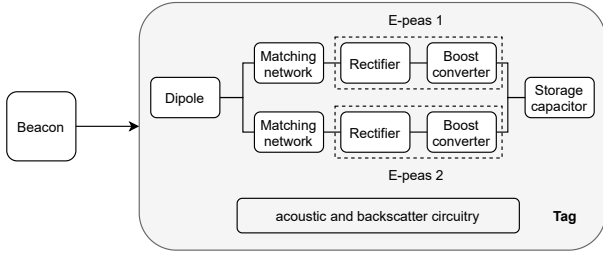 E-peas 1
Matching
network
Rectifier
Boost
converter
Beacon
Dipole
Storage
capacitor
Matching
network
Rectifier
Boost
converter
E-peas 2
acoustic and backscatter circuitry
Tag